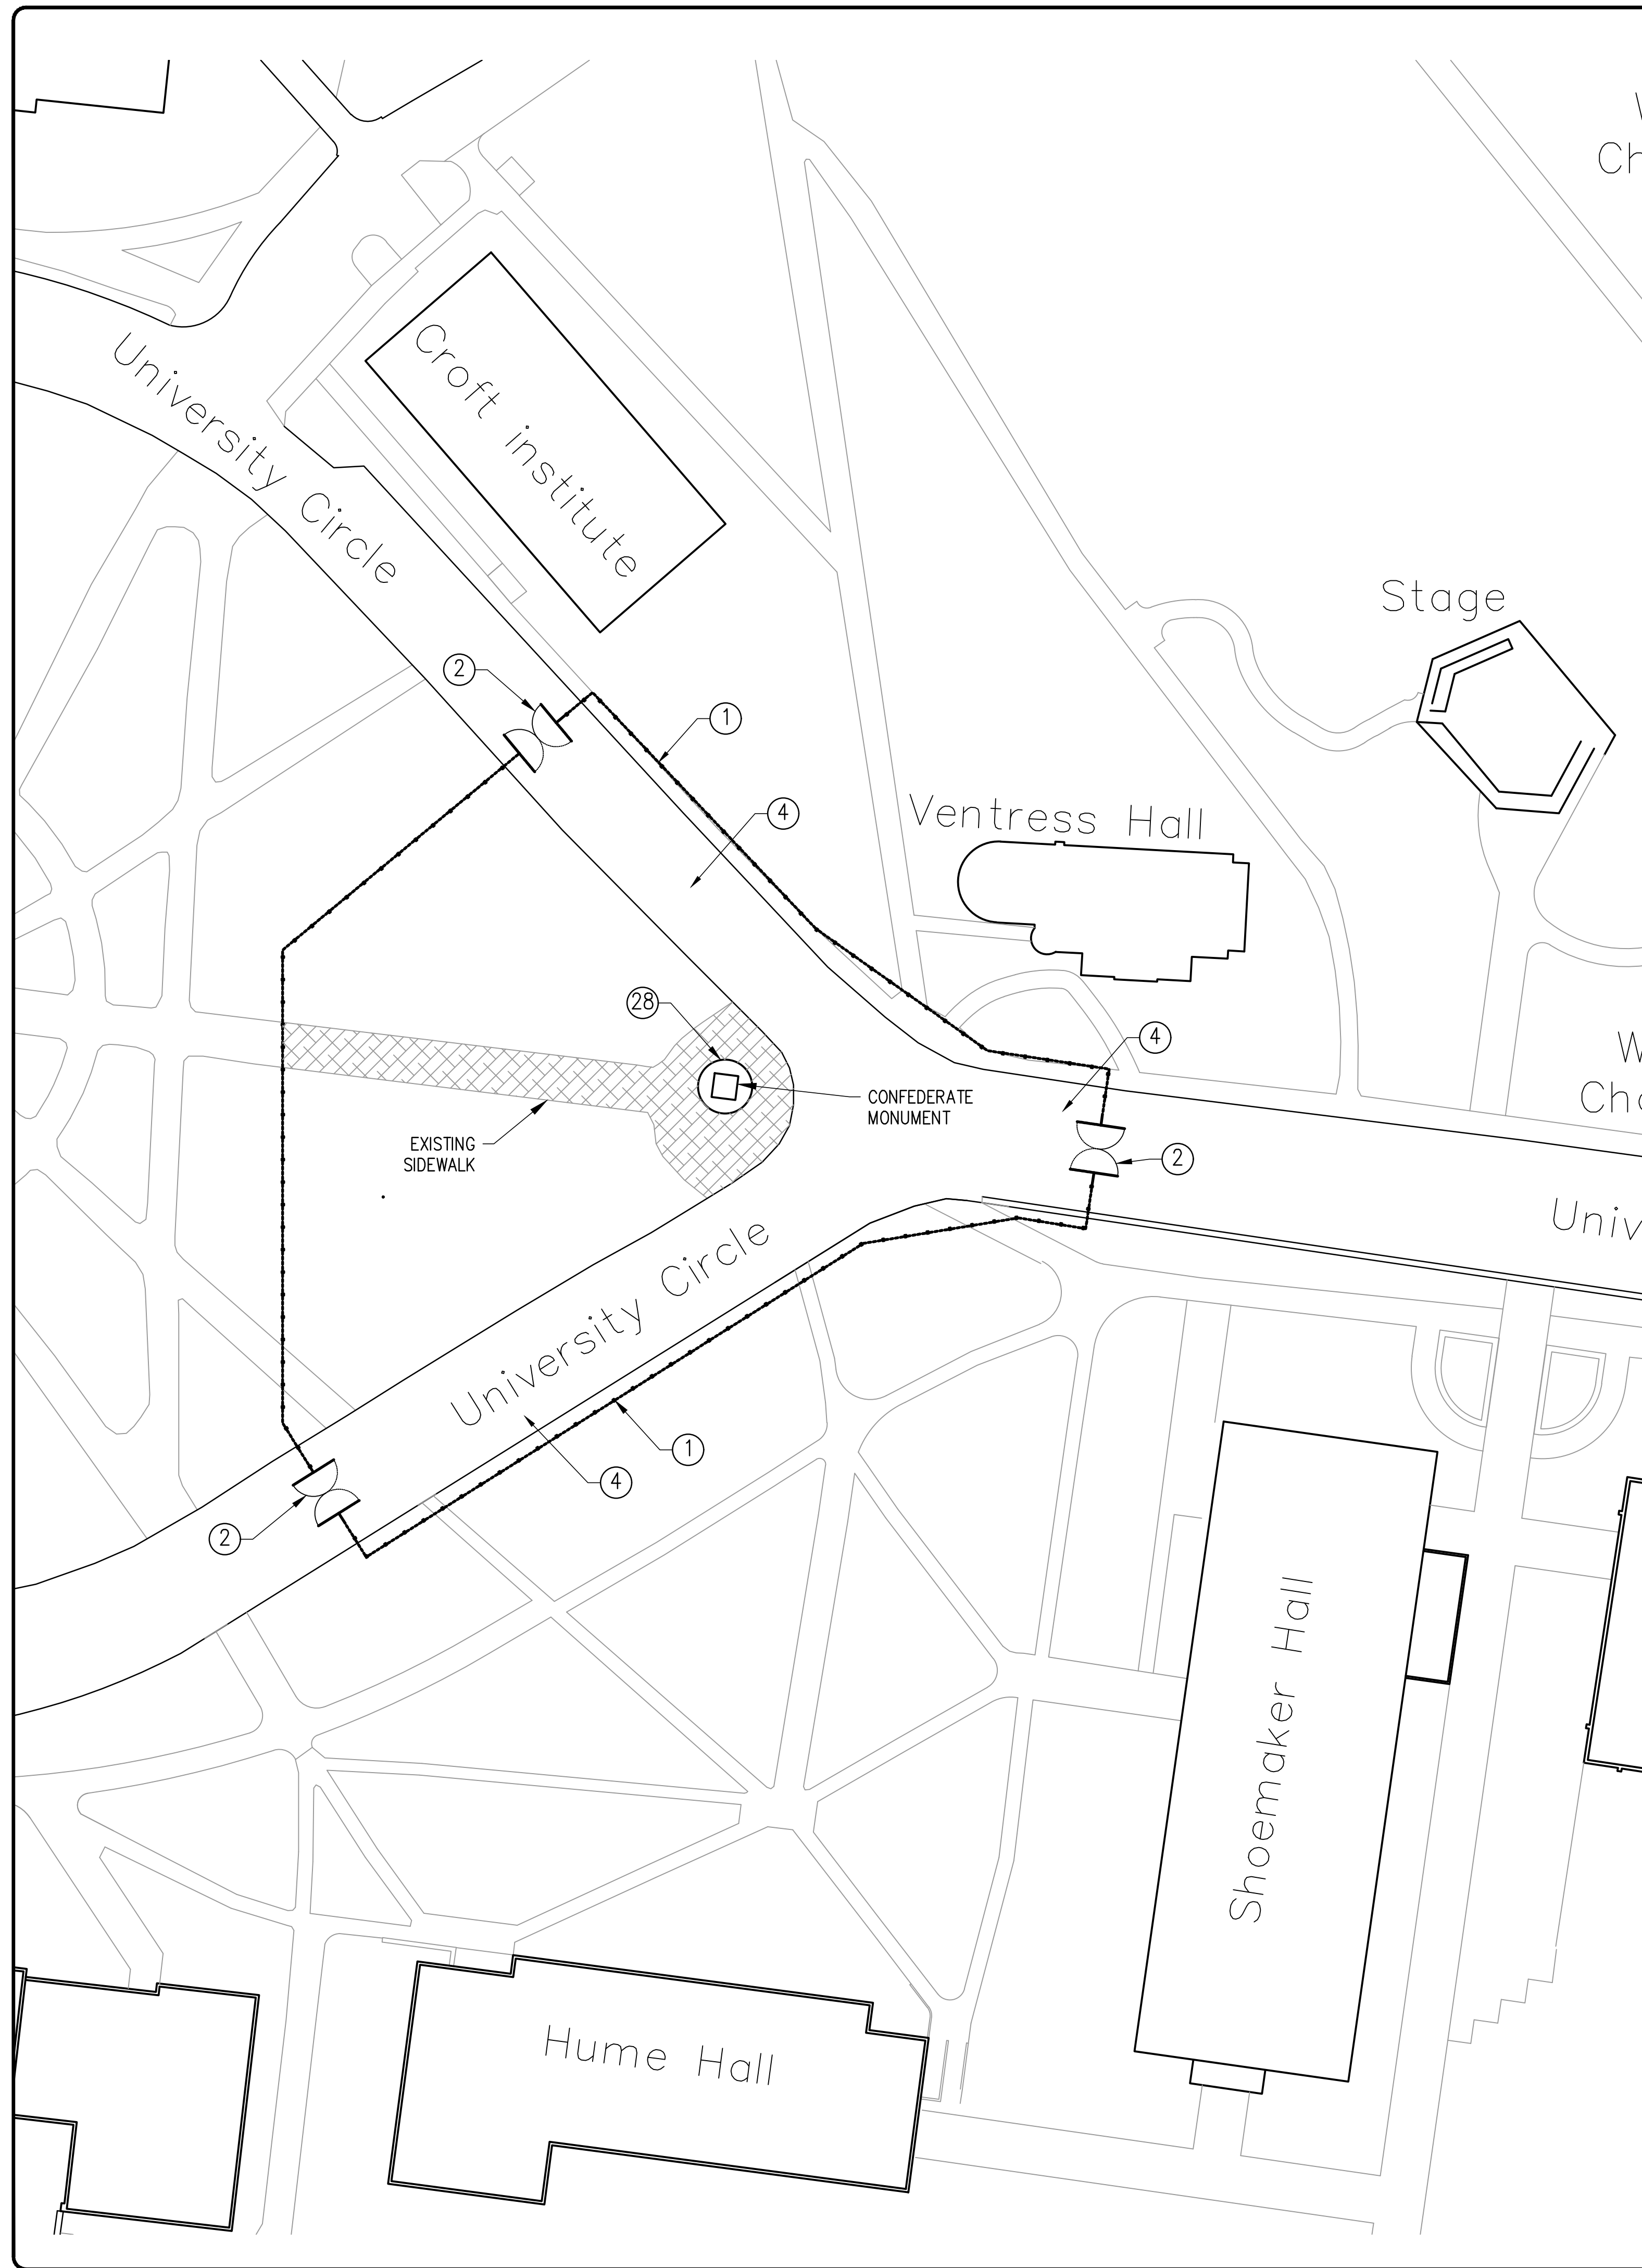 Ch
University Circle
Croft institute
Stage
2
1
4
Ventress Hall
28
4
CONFEDERATE
MONUMENT
EXISTING
SIDEWALK
2
W
Cha
Univ
University Circle
1
4
2
Shoemaker Hall
Hume Hall